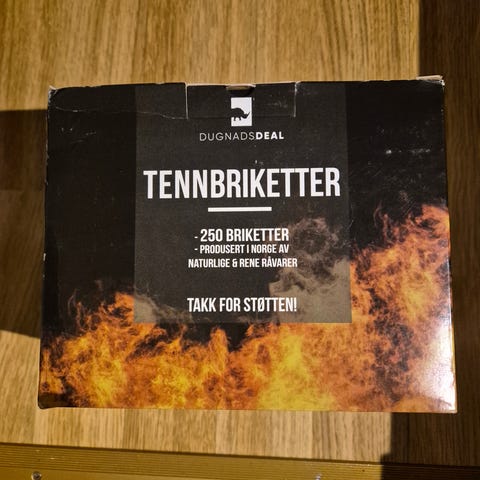 DUGNADSDEAL
TENNBRIKETTER
- 250 BRIKETTER
- PRODUSERT I NORGE AV
NATURLIGE & RENE RÅVARER
TAKK FOR STØTTEN!